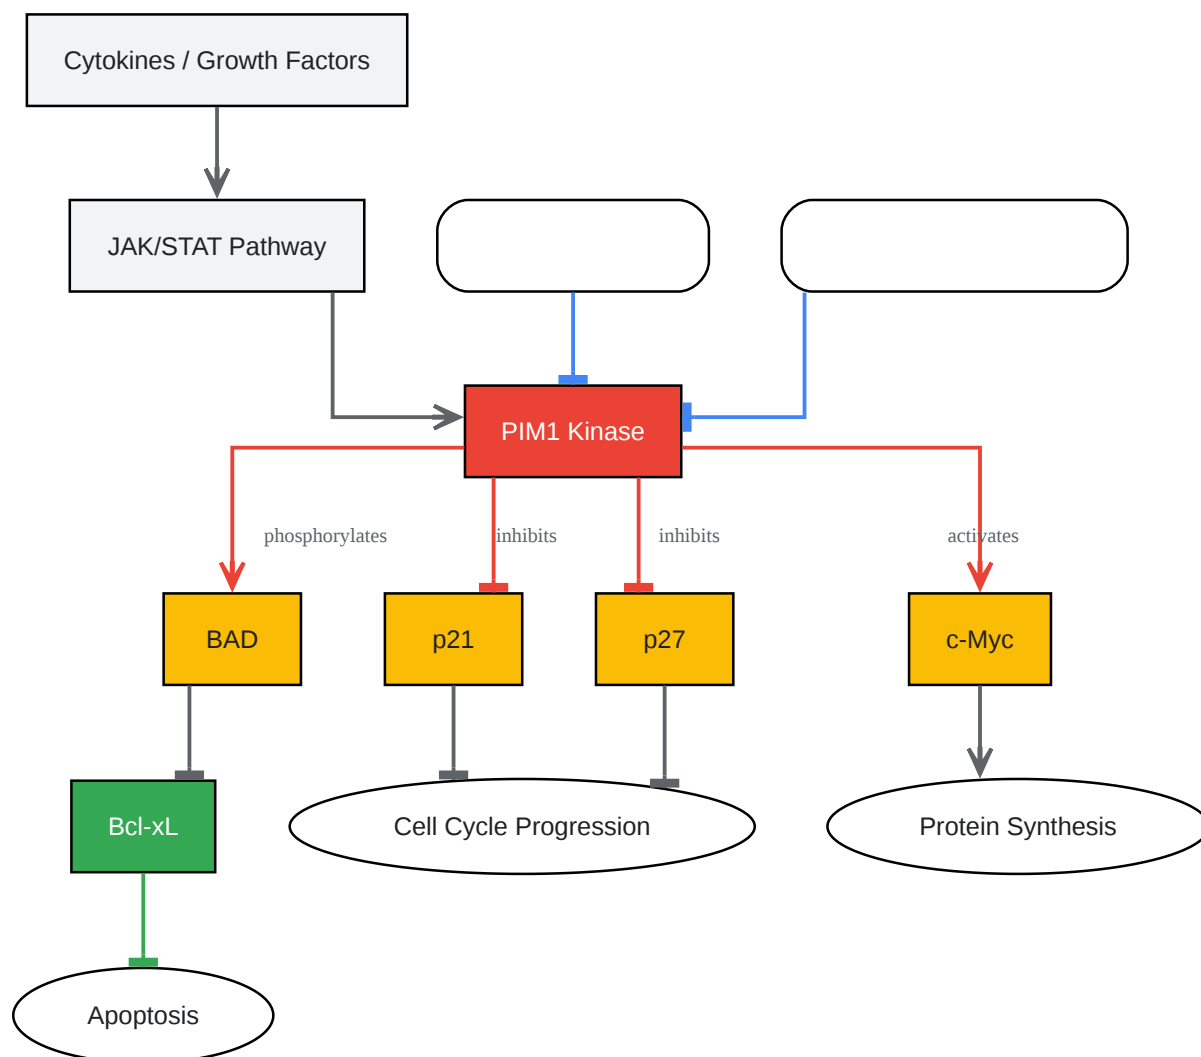 Cytokines / Growth Factors
JAK/STAT Pathway
PIM1 Kinase
phosphorylates
inhibits
inhibits
activates
BAD
p21
p27
c-Myc
Bcl-xL
Cell Cycle Progression
Protein Synthesis
Apoptosis